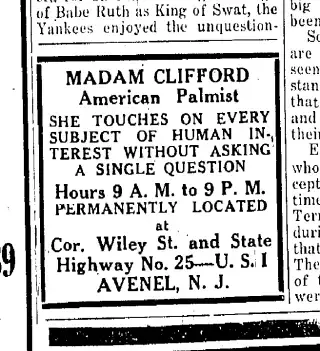 of Babe Ruth as King of Swat, the
Yankees enjoyed the unquestion-
MADAM CLIFFORD
American Palmist
SHE TOUCHES ON EVERY
SUBJECT OF HUMAN IN-
TEREST WITHOUT ASKING
A SINGLE QUESTION
Hours 9 A. M. to 9 P. M.
PERMANENTLY LOCATED
at
Cor. Wiley St. and State
Highway No. 25—U. S. 1
AVENEL, N. J.
39
big
been
So
are
seen
stan
that
and
their
who
cept
time
Terr
duri
that
The
of t
wer